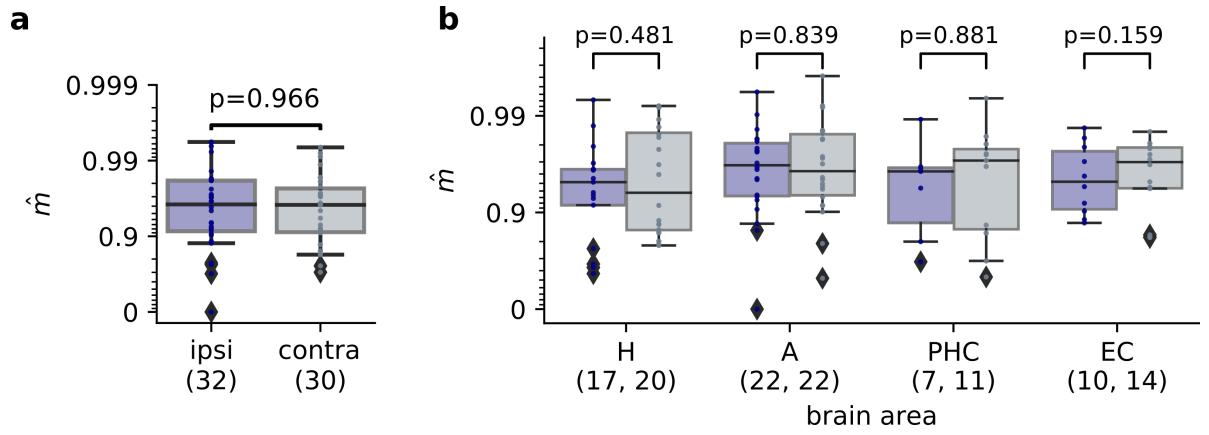 a
0.999
0.99
0.9
0
m̂
p=0.966
ipsi
(32)
contra
(30)
b
0.99
0.9
0
m̂
p=0.481
p=0.839
p=0.881
p=0.159
H
(17, 20)
A
(22, 22)
PHC
(7, 11)
EC
(10, 14)
brain area